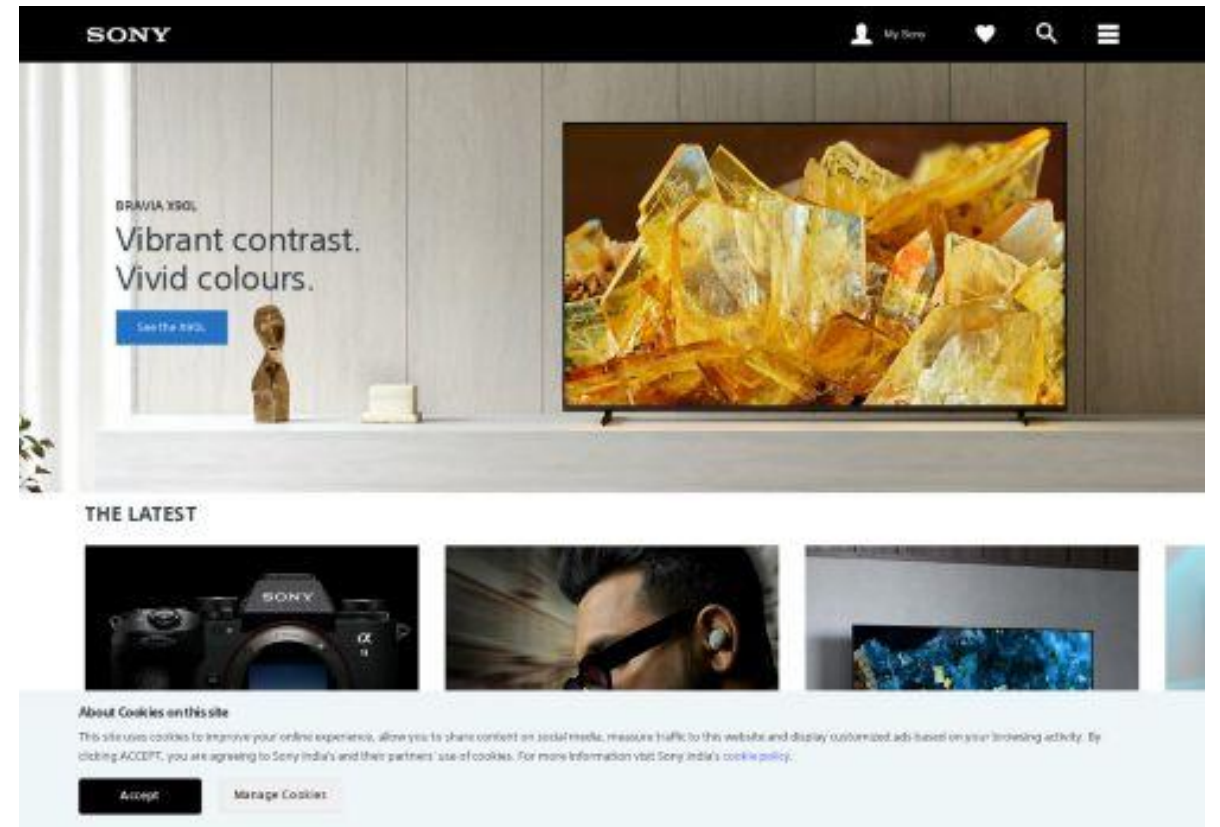 SONY
My Sony
BRAVIA X90L
Vibrant contrast.
Vivid colours.
See the X90L
THE LATEST
SONY
α
9
About Cookies on this site
This site uses cookies to improve your online experience, allow you to share content on social media, measure traffic to this website and display customized ads based on your browsing activity. By
clicking ACCEPT, you are agreeing to Sony India's and their partners' use of cookies. For more information visit Sony India's cookie policy.
Accept
Manage Cookies